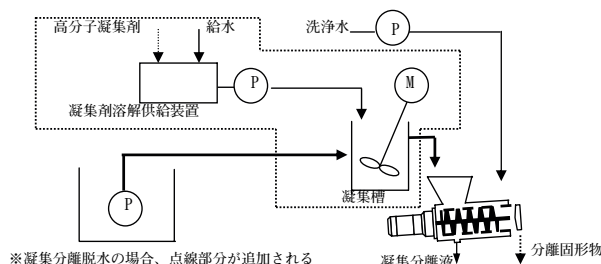 高分子凝集剤
給水
洗浄水
P
P
M
凝集剤溶解供給装置
凝集槽
P
分離固形物
凝集分離液
※凝集分離脱水の場合、点線部分が追加される